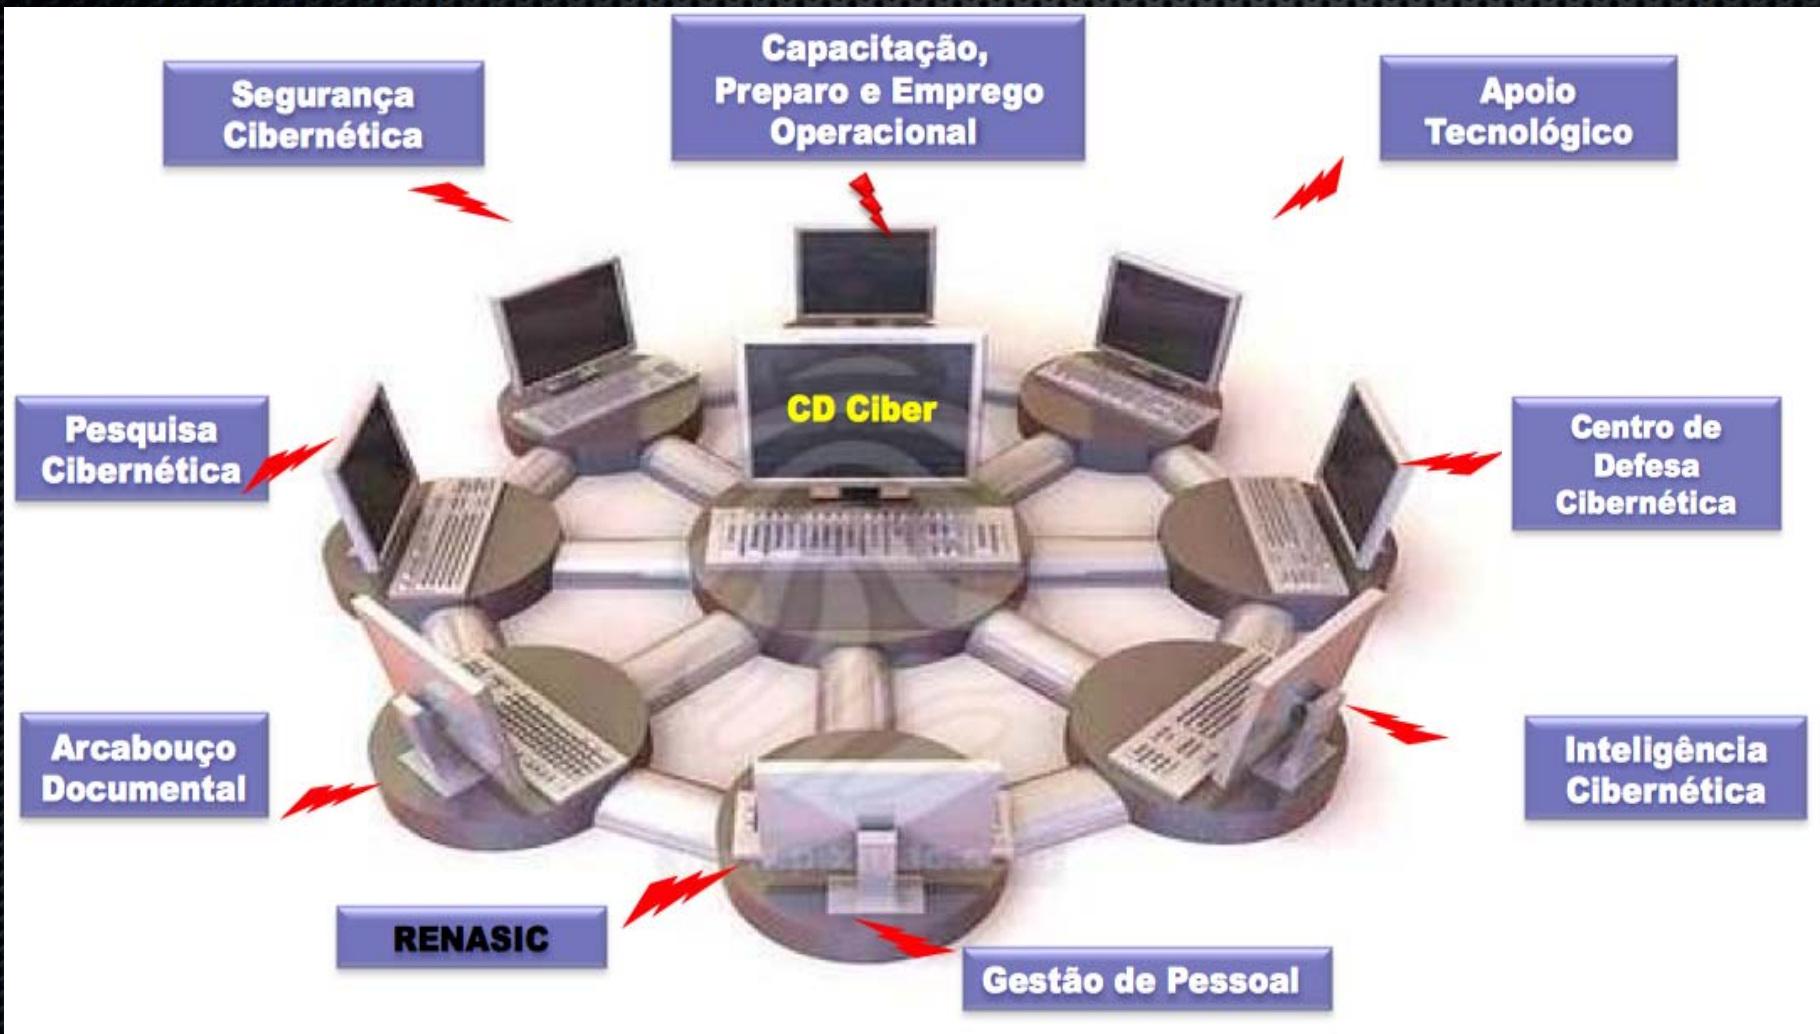 Capacitação,
Preparo e Emprego
Operacional
Segurança
Cibernética
Apoio
Tecnológico
CD Ciber
Pesquisa
Cibernética
Centro de
Defesa
Cibernética
Arcabouço
Documental
Inteligência
Cibernética
RENASIC
Gestão de Pessoal